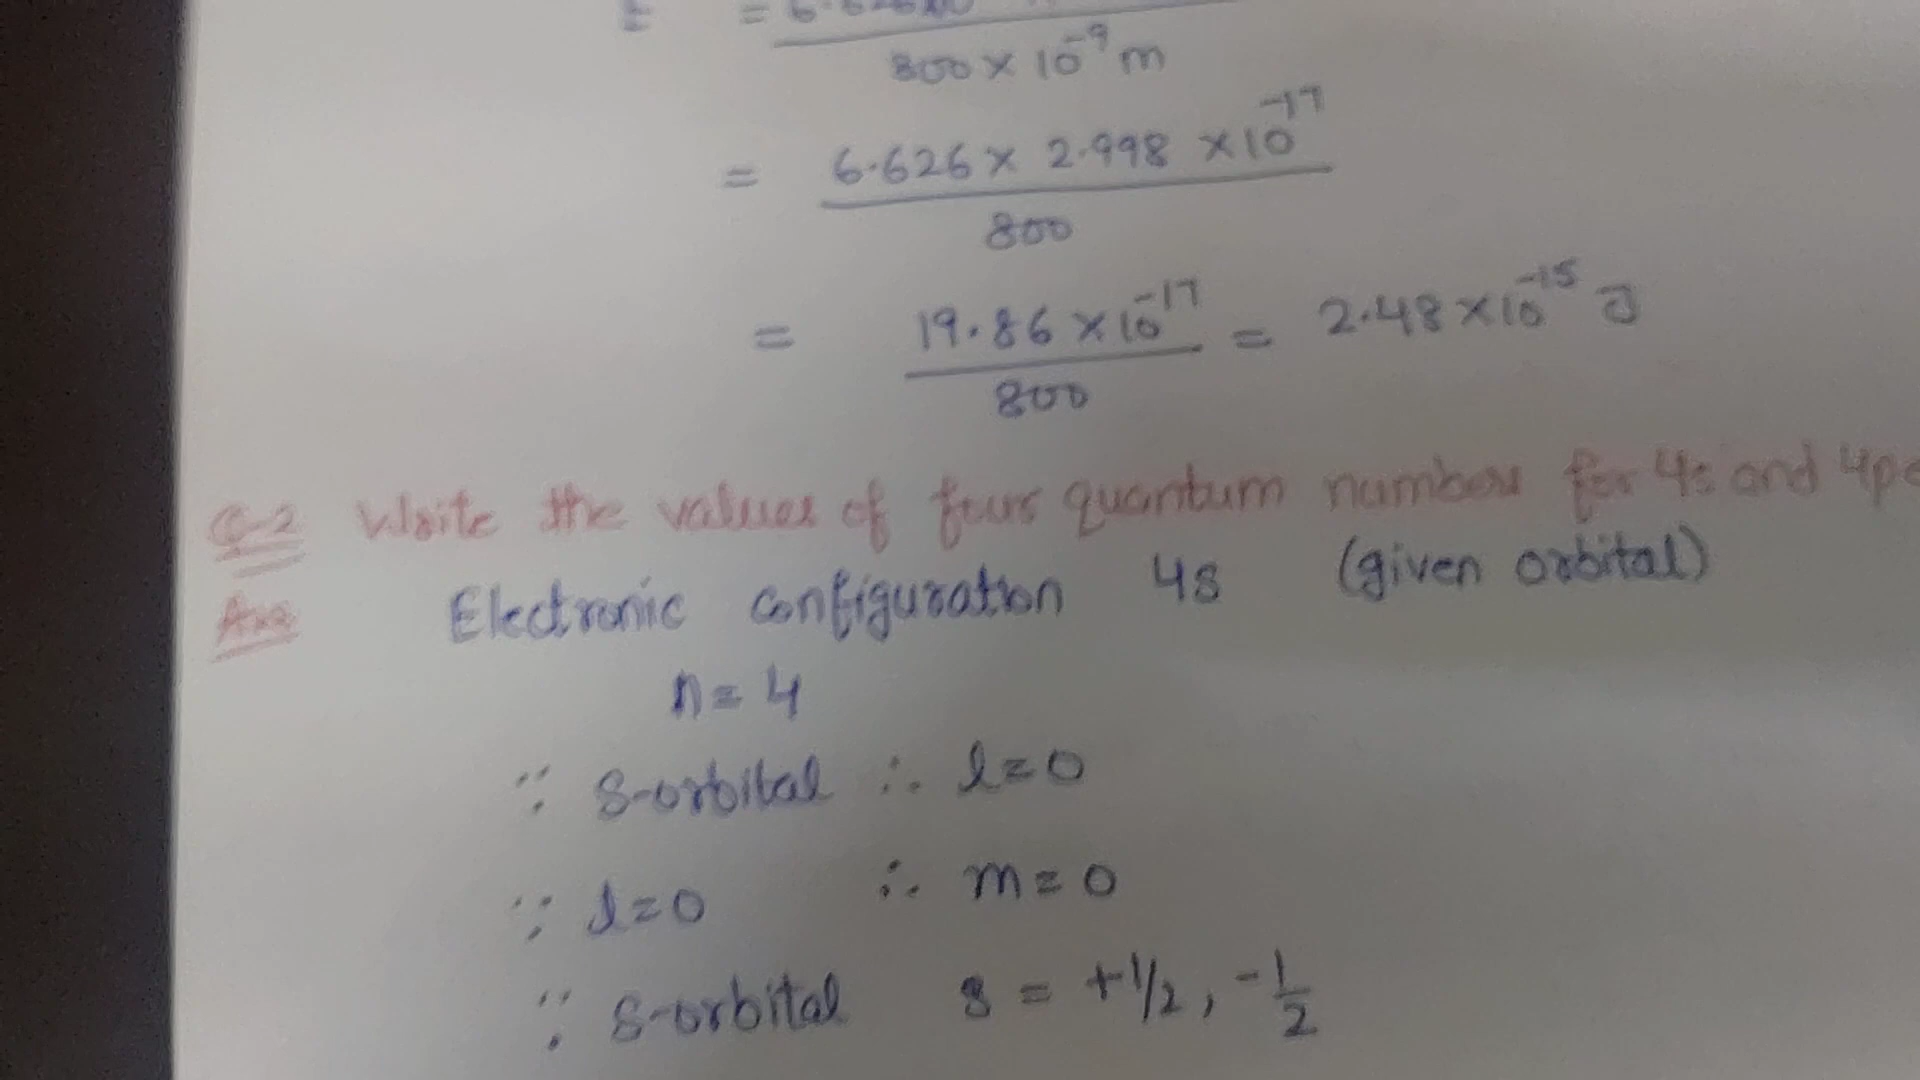 800 × 10⁻⁹ m
= 6.626 × 2.998 × 10⁻¹⁷
800
= 19.86 × 10⁻¹⁷ = 2.48 × 10⁻¹⁵ J
800
Q-2 Write the values of four quantum numbers for 4s and 4p
Ans Electronic configuration 4s (given orbital)
n = 4
∵ s-orbital ∴ l = 0
∵ l = 0 ∴ m = 0
∵ s-orbital s = +1/2, -1/2